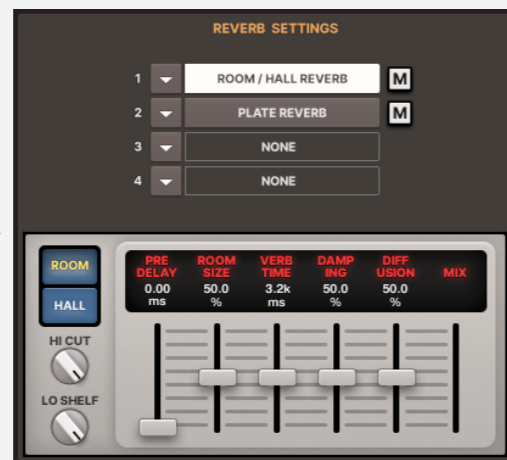 REVERB SETTINGS
1 ROOM / HALL REVERB M
2 PLATE REVERB M
3 NONE
4 NONE
ROOM
HALL
HI CUT
LO SHELF
PRE DELAY 0.00 ms
ROOM SIZE 50.0 %
VERB TIME 3.2k ms
DAMP ING 50.0 %
DIFF USION 50.0 %
MIX